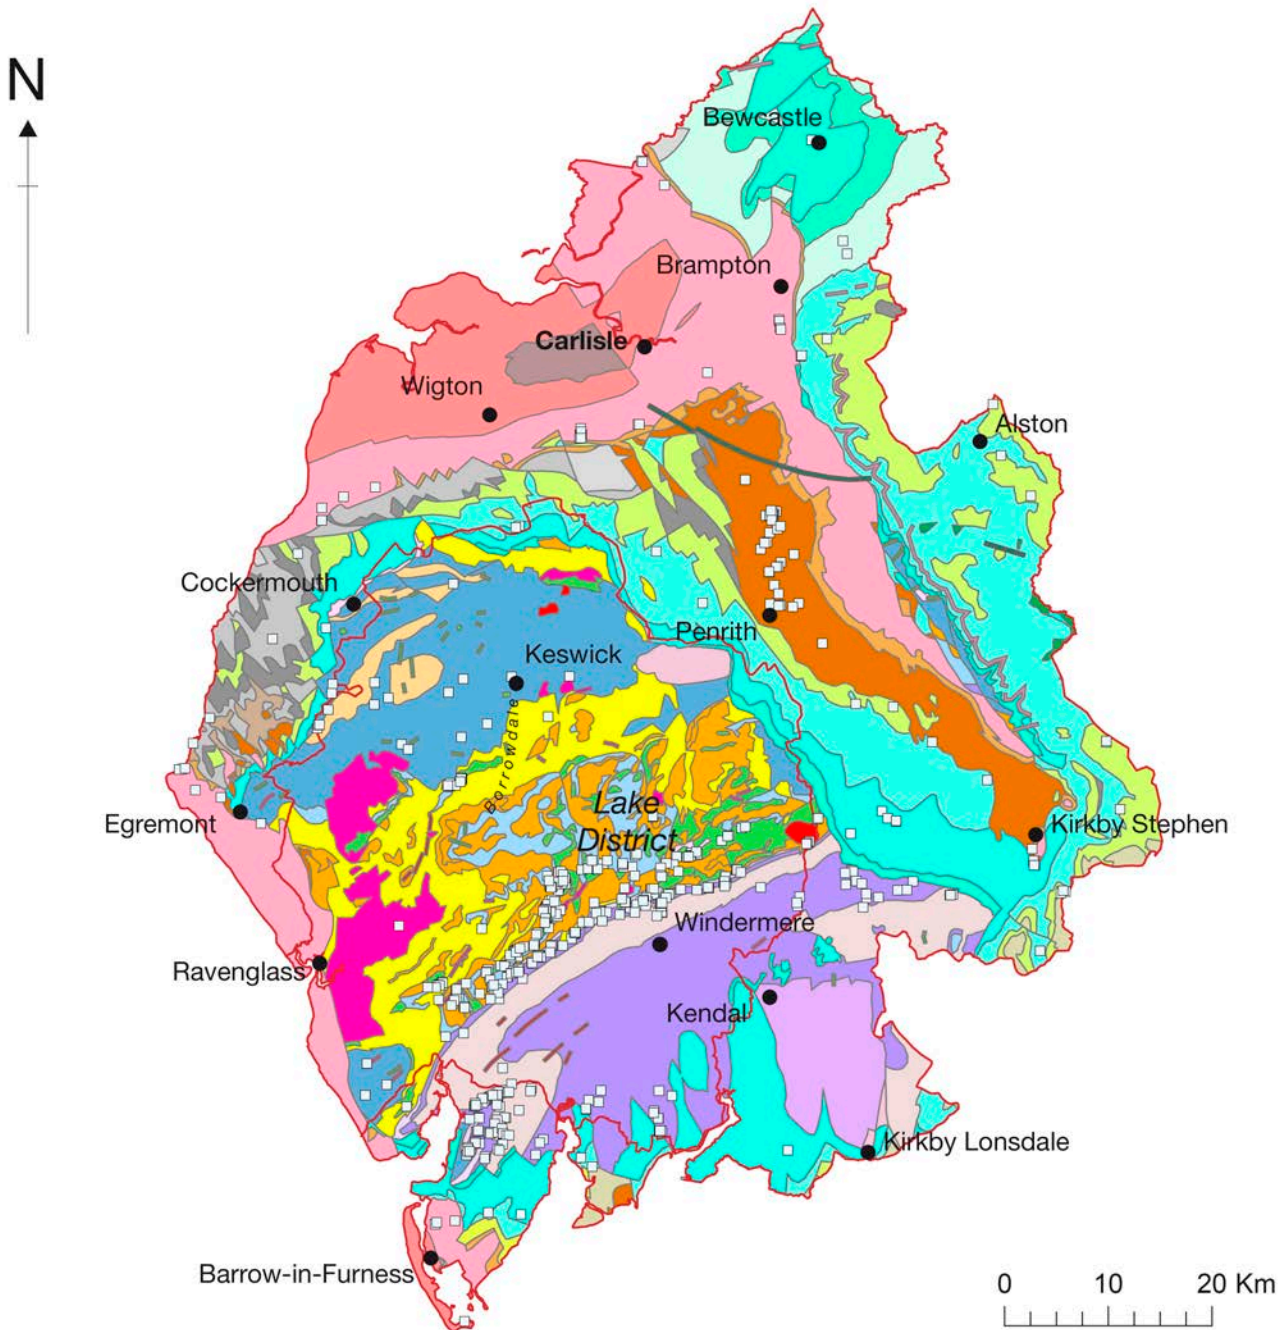 N
Bewcastle
Brampton
Carlisle
Wigton
Alston
Cockermouth
Penrith
Keswick
Borrowdale
Lake
District
Egremont
Kirkby Stephen
Windermere
Ravenglass
Kendal
Kirkby Lonsdale
Barrow-in-Furness
0 10 20 Km